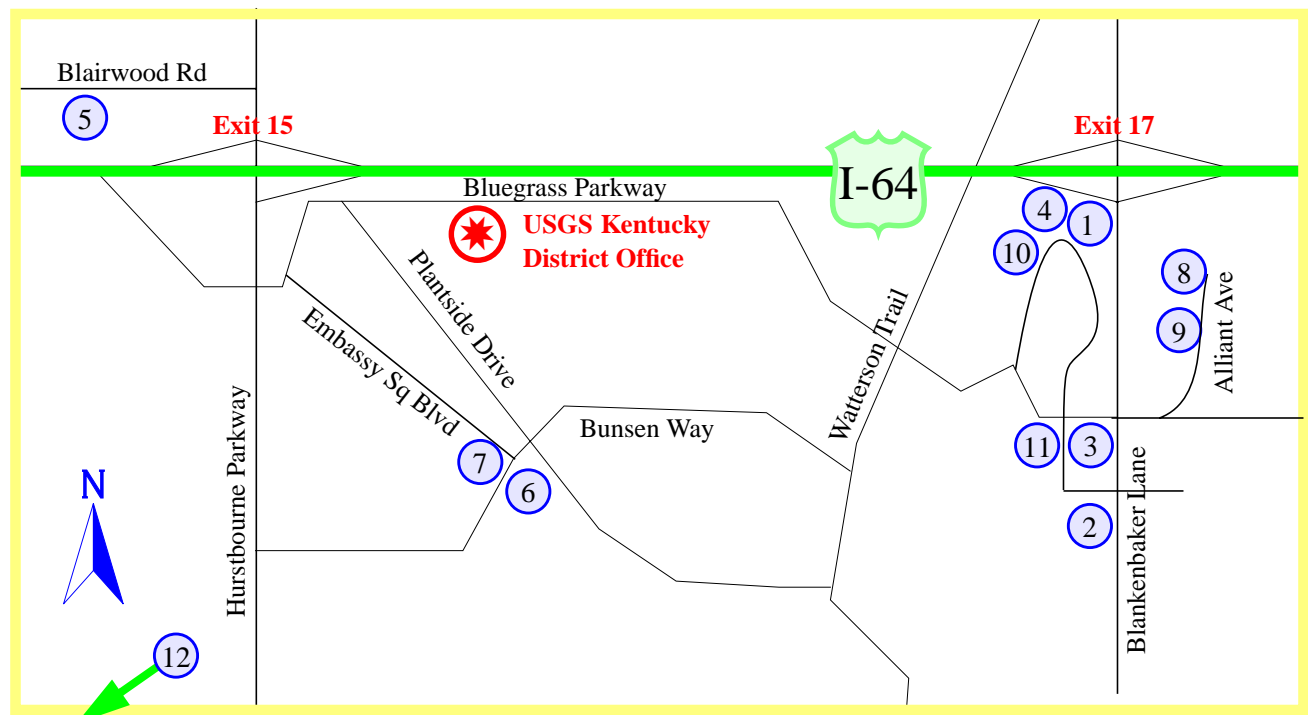 Blairwood Rd
5
Exit 15
Exit 17
I-64
Bluegrass Parkway
USGS Kentucky
District Office
4
1
10
8
9
Alliant Ave
Plantside Drive
Embassy Sq Blvd
Watterson Trail
Bunsen Way
7
6
11
3
2
Hurstbourne Parkway
Blankenbaker Lane
N
12